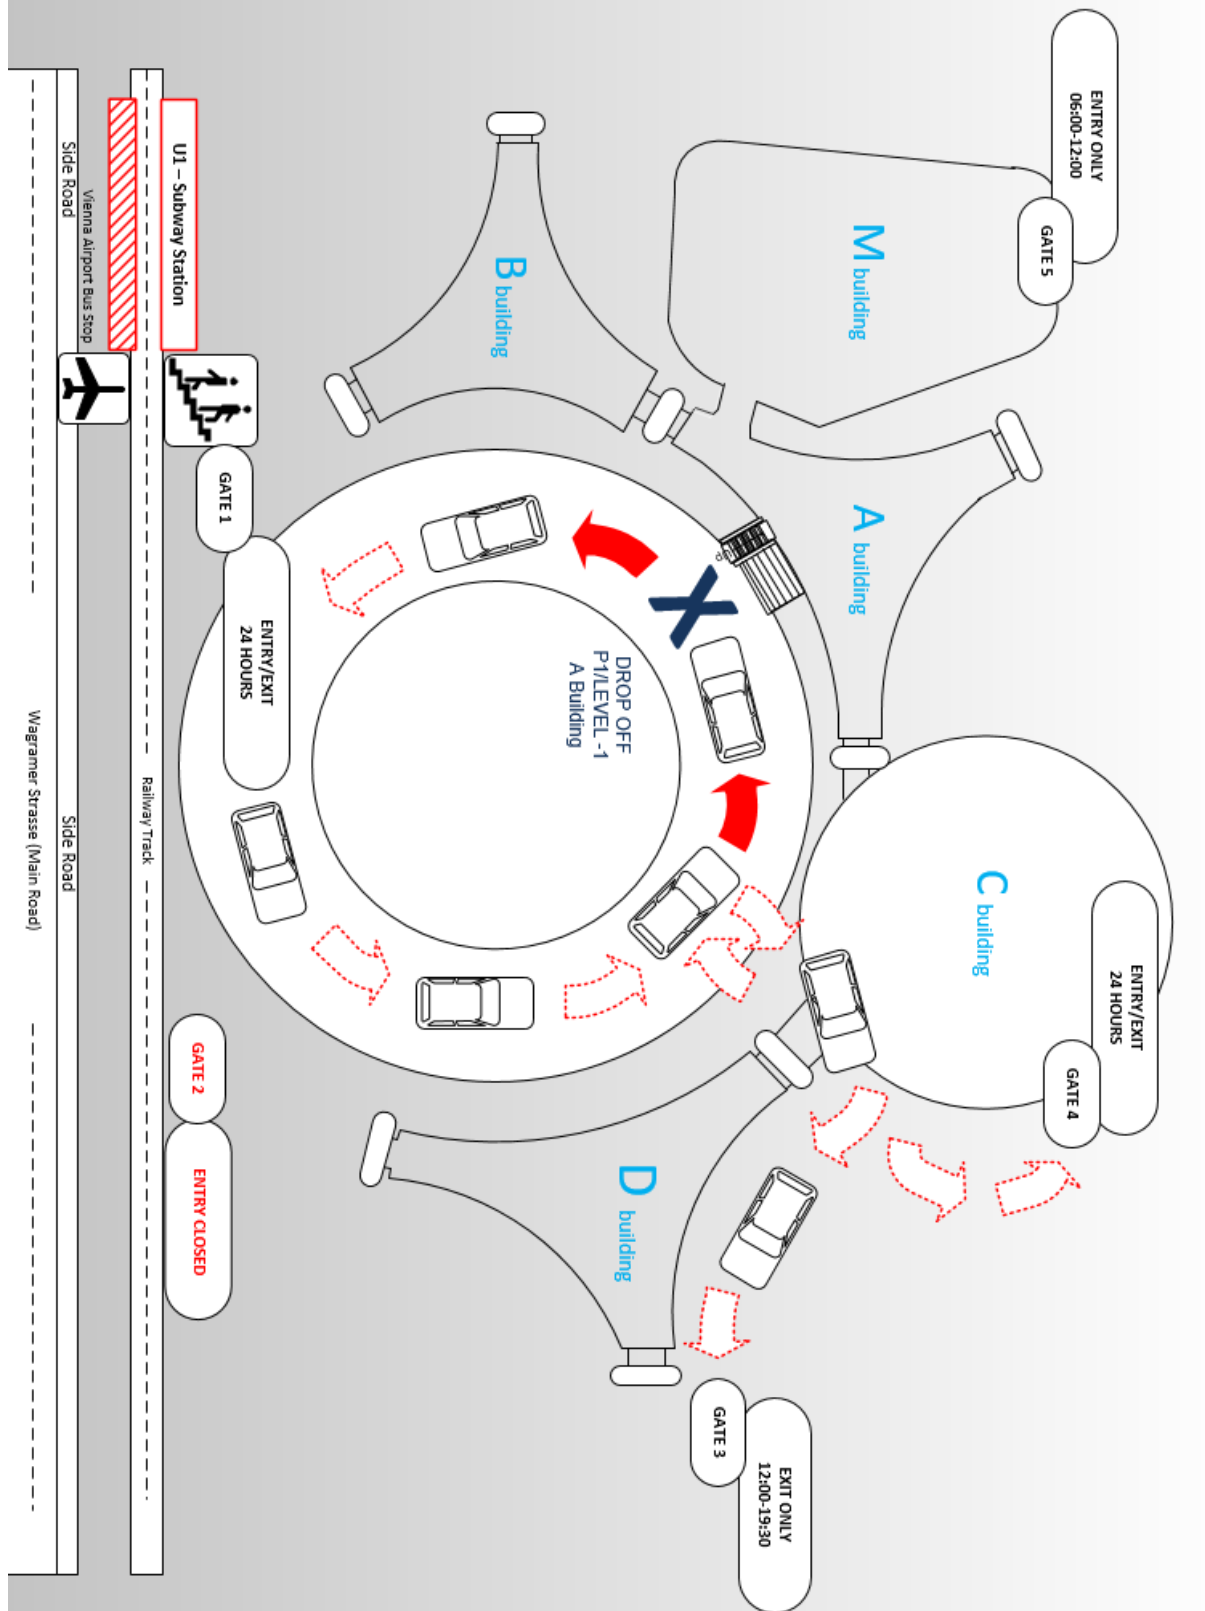 ENTRY ONLY
06:00-12:00
GATE 5
M building
A building
B building
C building
ENTRY/EXIT
24 HOURS
GATE 4
DROP OFF
P1/LEVEL -1
A Building
D building
EXIT ONLY
12:00-19:30
GATE 3
U1 – Subway Station
GATE 1
ENTRY/EXIT
24 HOURS
GATE 2
ENTRY CLOSED
Railway Track
Vienna Airport Bus Stop
Side Road
Side Road
Wagramer Strasse (Main Road)